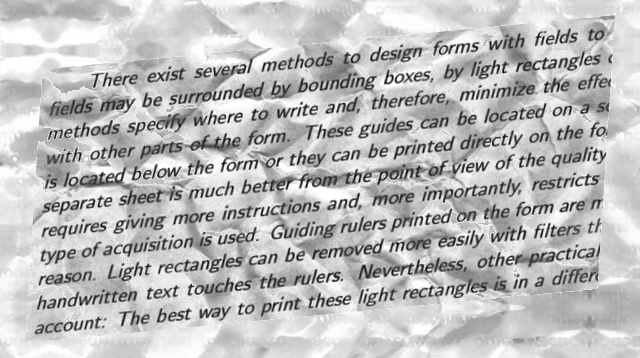 There exist several methods to design forms with fields to
fields may be surrounded by bounding boxes, by light rectangles
methods specify where to write and, therefore, minimize the
with other parts of the form. These guides can be located on a
is located below the form or they can be printed directly on the
separate sheet is much better from the point of view of the quality
requires giving more instructions and, more importantly, restricts
type of acquisition is used. Guiding rulers printed on the form are
reason. Light rectangles can be removed more easily with filters
handwritten text touches the rulers. Nevertheless, other practical
account: The best way to print these light rectangles is in a